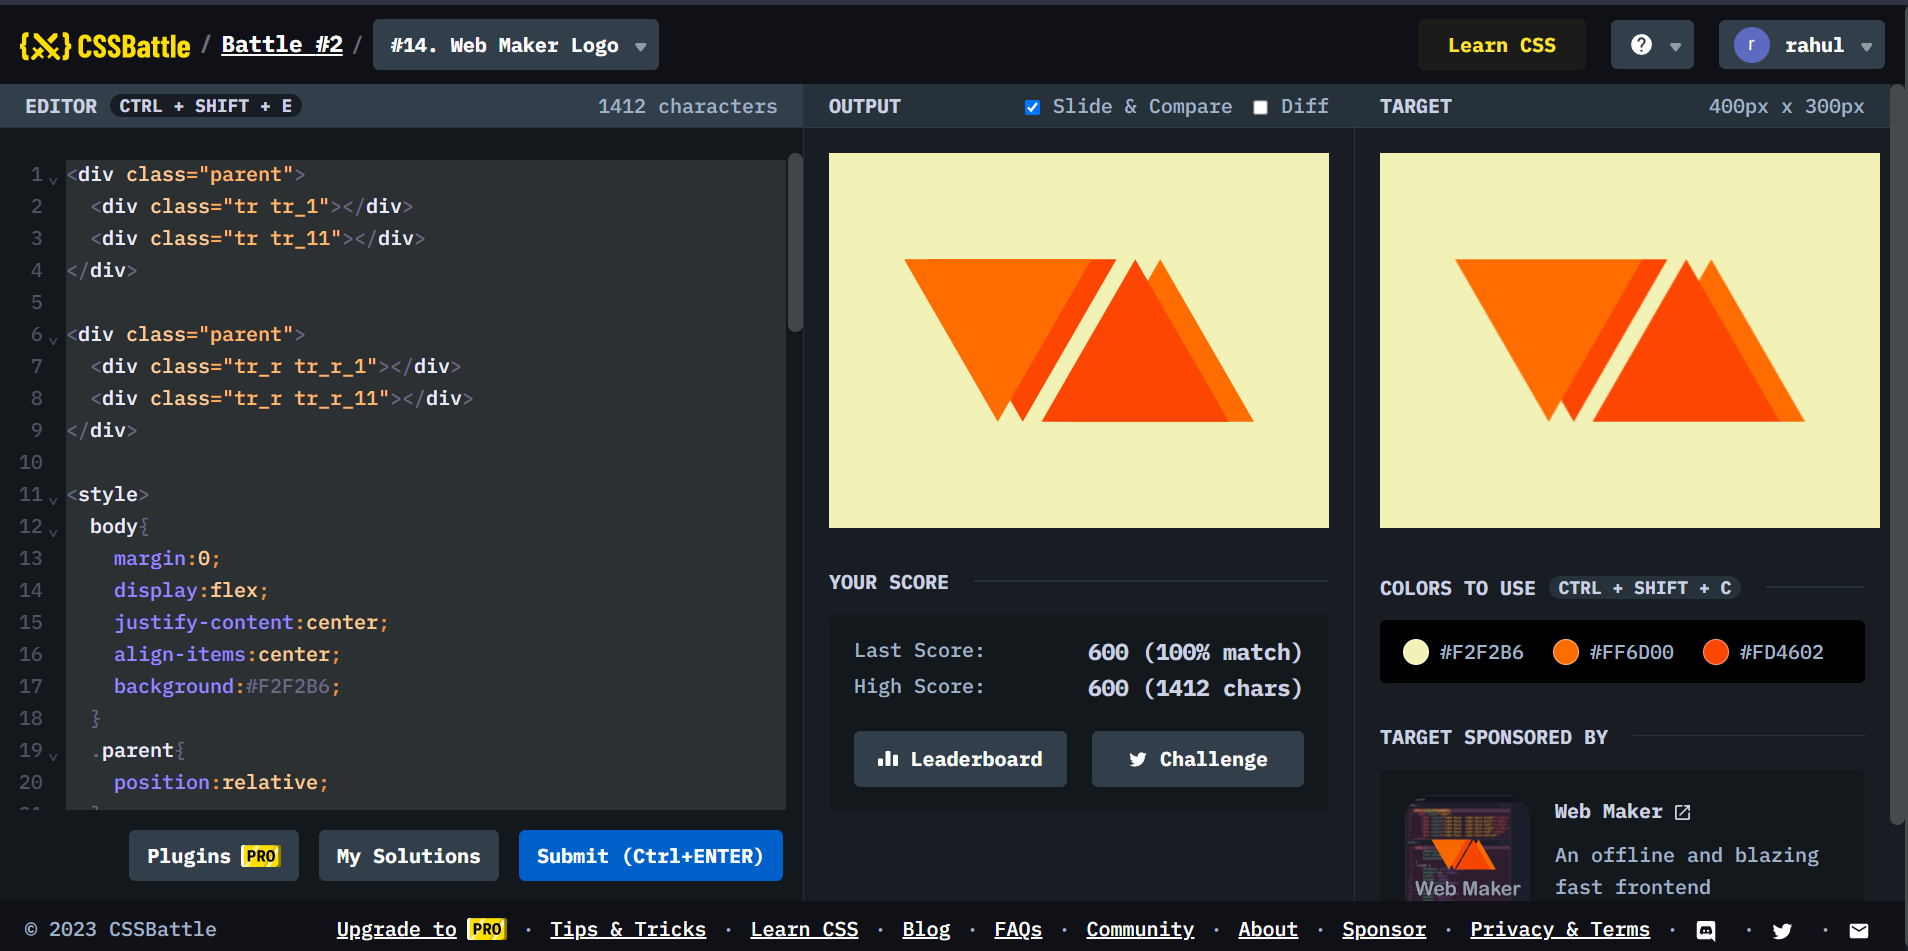 CSSBattle / Battle #2 / #14. Web Maker Logo
Learn CSS
r rahul
EDITOR CTRL + SHIFT + E 1412 characters
1 <div class="parent">
2 <div class="tr tr_1"></div>
3 <div class="tr tr_11"></div>
4 </div>
5
6 <div class="parent">
7 <div class="tr_r tr_r_1"></div>
8 <div class="tr_r tr_r_11"></div>
9 </div>
10
11 <style>
12 body{
13 margin:0;
14 display:flex;
15 justify-content:center;
16 align-items:center;
17 background:#F2F2B6;
18 }
19 .parent{
20 position:relative;
Plugins PRO
My Solutions
Submit (Ctrl+ENTER)
OUTPUT Slide & Compare Diff
YOUR SCORE
Last Score: 600 (100% match)
High Score: 600 (1412 chars)
Leaderboard
Challenge
TARGET 400px x 300px
COLORS TO USE CTRL + SHIFT + C
#F2F2B6 #FF6D00 #FD4602
TARGET SPONSORED BY
Web Maker
Web Maker
An offline and blazing
fast frontend
© 2023 CSSBattle
Upgrade to PRO · Tips & Tricks · Learn CSS · Blog · FAQs · Community · About · Sponsor · Privacy & Terms · · ·